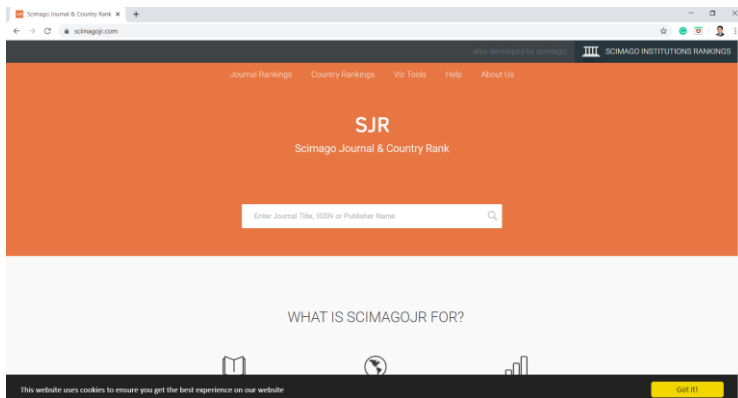 Scimago Journal & Country Rank
scimagojr.com
also developed by scimago:
SCIMAGO INSTITUTIONS RANKINGS
Journal Rankings Country Rankings Viz Tools Help About Us
SJR
Scimago Journal & Country Rank
Enter Journal Title, ISSN or Publisher Name
WHAT IS SCIMAGOJR FOR?
This website uses cookies to ensure you get the best experience on our website
Got it!